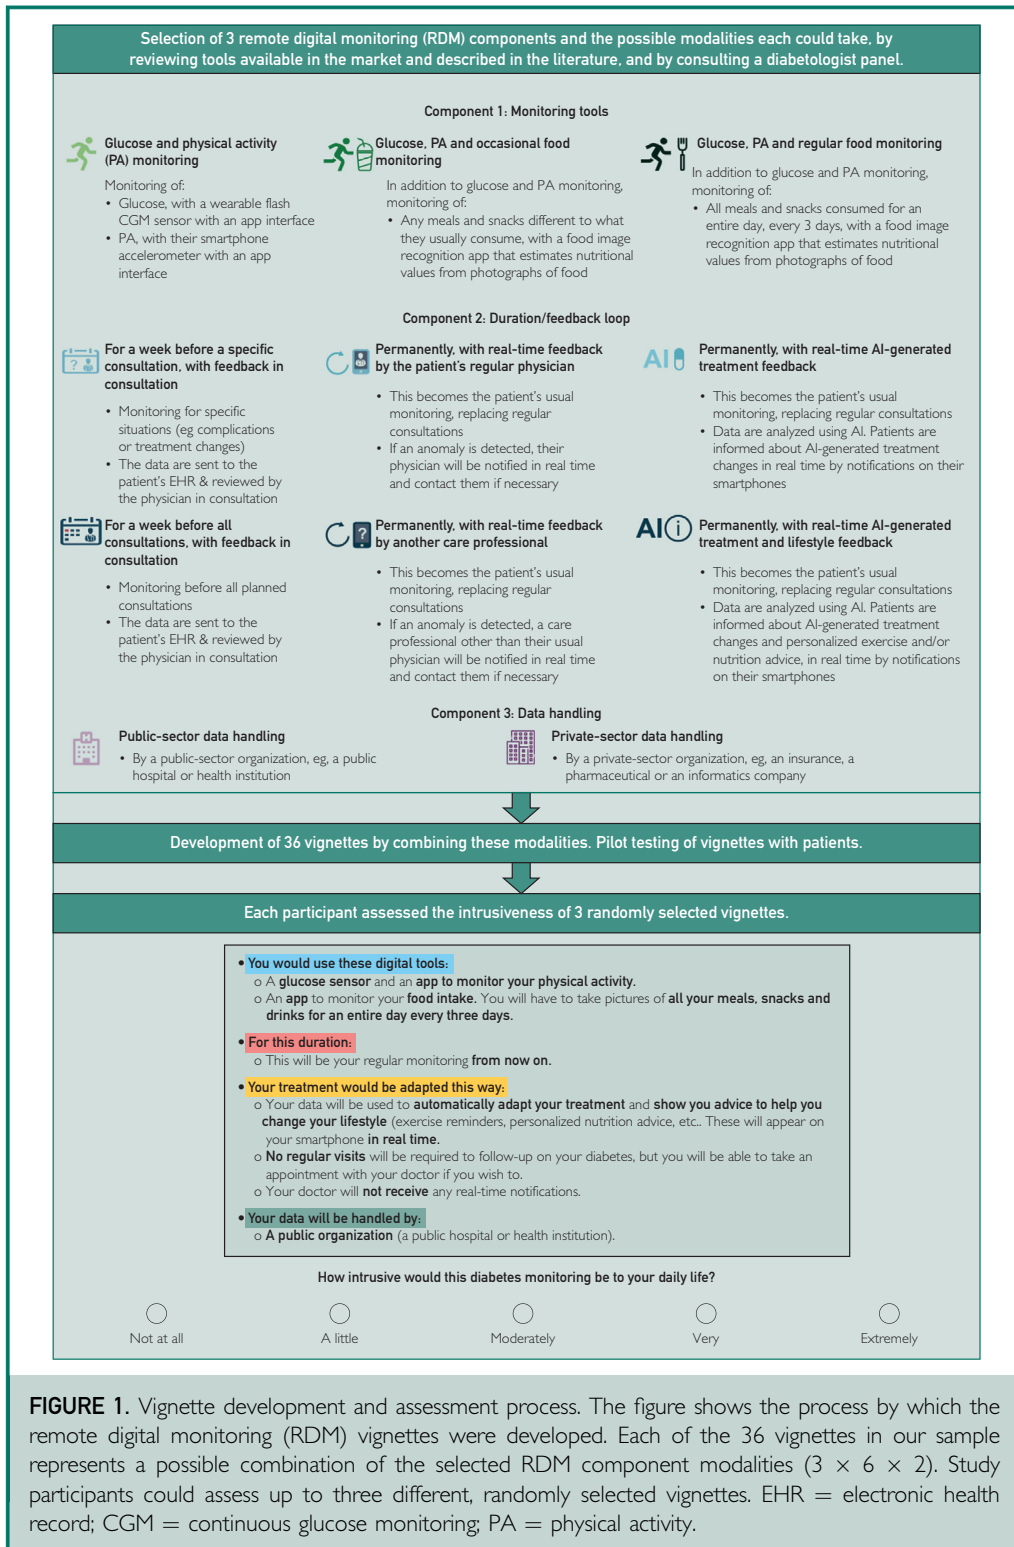 Selection of 3 remote digital monitoring (RDM) components and the possible modalities each could take, by
reviewing tools available in the market and described in the literature, and by consulting a diabetologist panel.
Component 1: Monitoring tools
Glucose and physical activity
(PA) monitoring
Monitoring of:
• Glucose, with a wearable flash
CGM sensor with an app interface
• PA, with their smartphone
accelerometer with an app
interface
Glucose, PA and occasional food
monitoring
In addition to glucose and PA monitoring,
monitoring of:
• Any meals and snacks different to what
they usually consume, with a food image
recognition app that estimates nutritional
values from photographs of food
Glucose, PA and regular food monitoring
In addition to glucose and PA monitoring,
monitoring of:
• All meals and snacks consumed for an
entire day, every 3 days, with a food image
recognition app that estimates nutritional
values from photographs of food
Component 2: Duration/feedback loop
?
For a week before a specific
consultation, with feedback in
consultation
• Monitoring for specific
situations (eg complications
or treatment changes)
• The data are sent to the
patient's EHR & reviewed by
the physician in consultation
Permanently, with real-time feedback
by the patient's regular physician
• This becomes the patient's usual
monitoring, replacing regular
consultations
• If an anomaly is detected, their
physician will be notified in real time
and contact them if necessary
AI
Permanently, with real-time AI-generated
treatment feedback
• This becomes the patient's usual
monitoring, replacing regular consultations
• Data are analyzed using AI. Patients are
informed about AI-generated treatment
changes in real time by notifications on their
smartphones
For a week before all
consultations, with feedback in
consultation
• Monitoring before all planned
consultations
• The data are sent to the
patient's EHR & reviewed by
the physician in consultation
?
Permanently, with real-time feedback
by another care professional
• This becomes the patient's usual
monitoring, replacing regular
consultations
• If an anomaly is detected, a care
professional other than their usual
physician will be notified in real time
and contact them if necessary
AI i
Permanently, with real-time AI-generated
treatment and lifestyle feedback
• This becomes the patient's usual
monitoring, replacing regular consultations
• Data are analyzed using AI. Patients are
informed about AI-generated treatment
changes and personalized exercise and/or
nutrition advice, in real time by notifications
on their smartphones
Component 3: Data handling
Public-sector data handling
• By a public-sector organization, eg, a public
hospital or health institution
Private-sector data handling
• By a private-sector organization, eg, an insurance, a
pharmaceutical or an informatics company
Development of 36 vignettes by combining these modalities. Pilot testing of vignettes with patients.
Each participant assessed the intrusiveness of 3 randomly selected vignettes.
• You would use these digital tools:
o A glucose sensor and an app to monitor your physical activity.
o An app to monitor your food intake. You will have to take pictures of all your meals, snacks and
drinks for an entire day every three days.
• For this duration:
o This will be your regular monitoring from now on.
• Your treatment would be adapted this way:
o Your data will be used to automatically adapt your treatment and show you advice to help you
change your lifestyle (exercise reminders, personalized nutrition advice, etc.. These will appear on
your smartphone in real time.
o No regular visits will be required to follow-up on your diabetes, but you will be able to take an
appointment with your doctor if you wish to.
o Your doctor will not receive any real-time notifications.
• Your data will be handled by:
o A public organization (a public hospital or health institution).
How intrusive would this diabetes monitoring be to your daily life?
Not at all
A little
Moderately
Very
Extremely
FIGURE 1. Vignette development and assessment process. The figure shows the process by which the
remote digital monitoring (RDM) vignettes were developed. Each of the 36 vignettes in our sample
represents a possible combination of the selected RDM component modalities (3 × 6 × 2). Study
participants could assess up to three different, randomly selected vignettes. EHR = electronic health
record; CGM = continuous glucose monitoring; PA = physical activity.